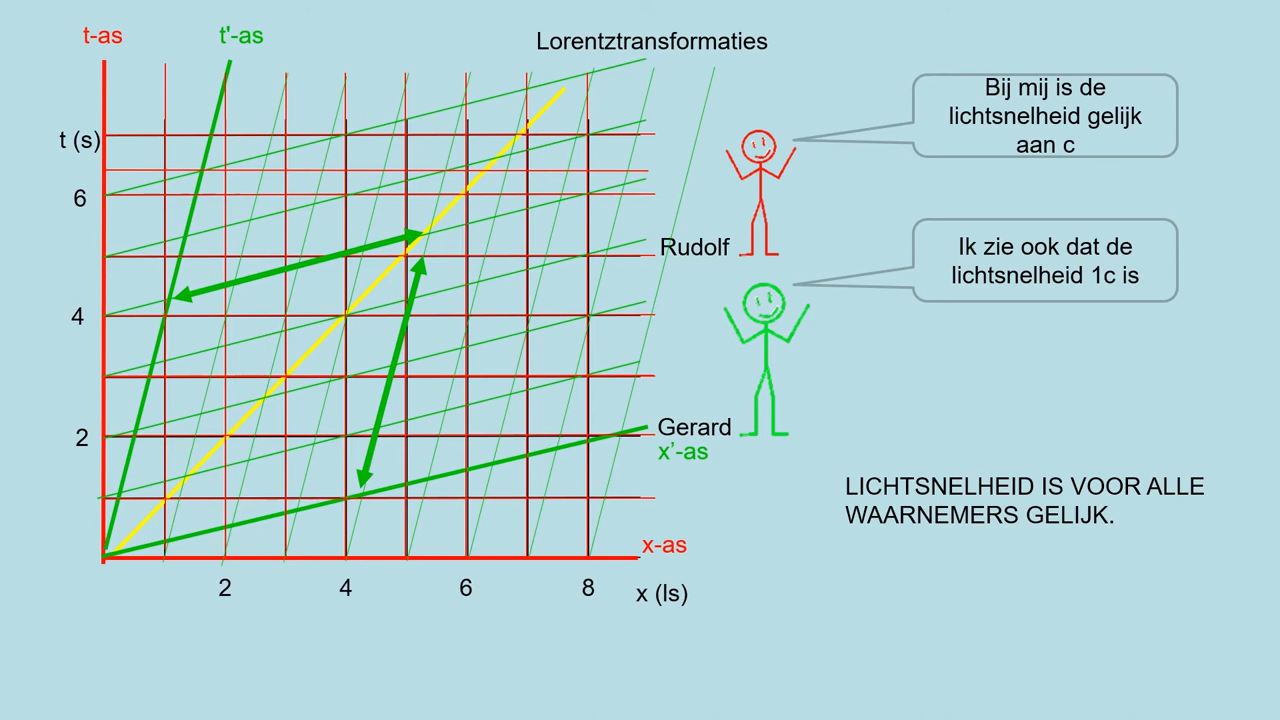 t-as
t'-as
Lorentztransformaties
Bij mij is de
lichtsnelheid gelijk
aan c
t (s)
6
Rudolf
Ik zie ook dat de
lichtsnelheid 1c is
4
2
Gerard
x’-as
LICHTSNELHEID IS VOOR ALLE
WAARNEMERS GELIJK.
x-as
2 4 6 8 x (ls)